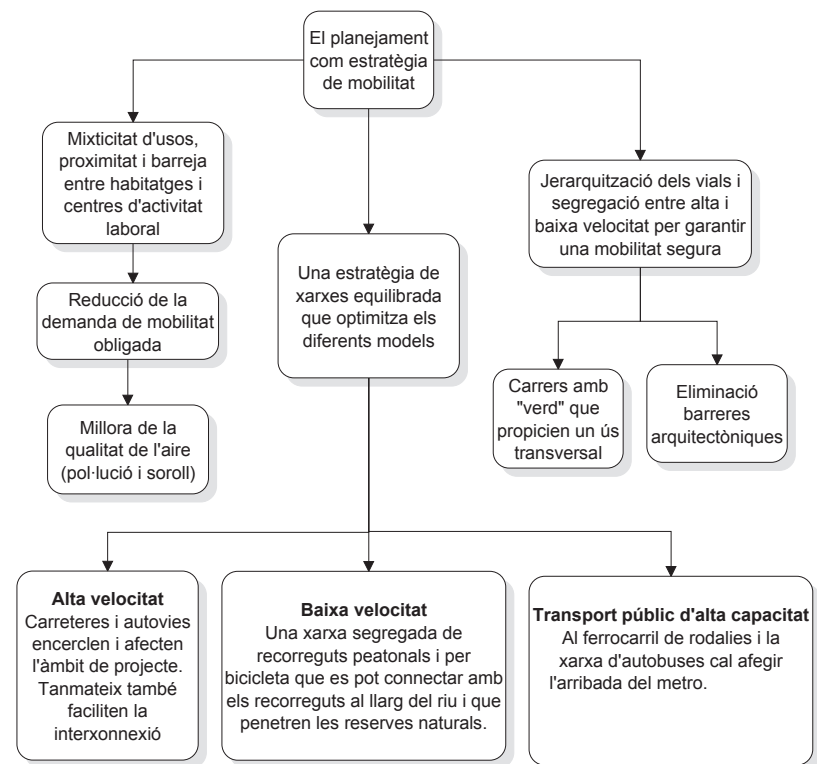 El planejament
com estratègia
de mobilitat
Mixticitat d'usos,
proximitat i barreja
entre habitatges i
centres d'activitat
laboral
Jerarquització dels vials i
segregació entre alta i
baixa velocitat per garantir
una mobilitat segura
Una estratègia de
xarxes equilibrada
que optimitza els
diferents models
Reducció de la
demanda de mobilitat
obligada
Carrers amb
"verd" que
propicien un ús
transversal
Eliminació
barreres
arquitectòniques
Millora de la
qualitat de l'aire
(pol·lució i soroll)
Alta velocitat
Carreteres i autovies
encerclen i afecten
l'àmbit de projecte.
Tanmateix també
faciliten la
interxonnexió
Baixa velocitat
Una xarxa segregada de
recorreguts peatonals i per
bicicleta que es pot connectar amb
els recorreguts al llarg del riu i que
penetren les reserves naturals.
Transport públic d'alta capacitat
Al ferrocarril de rodalies i la
xarxa d'autobuses cal afegir
l'arribada del metro.